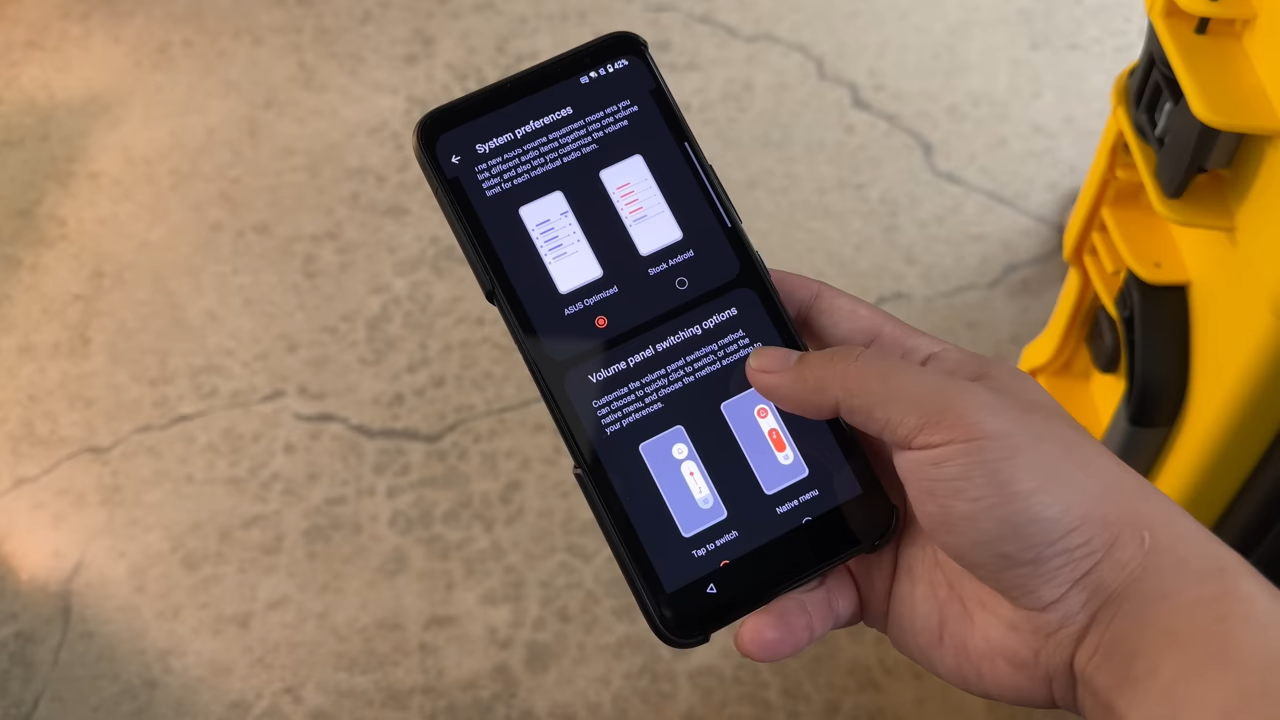 42%
System preferences
The new ASUS volume adjustment mode lets you
link different audio items together into one volume
slider, and also lets you customize the volume
limit for each individual audio item.
ASUS Optimized
Stock Android
Volume panel switching options
Customize the volume panel switching method,
can choose to quickly click to switch, or use the
native menu, and choose the method according to
your preferences.
Tap to switch
Native menu